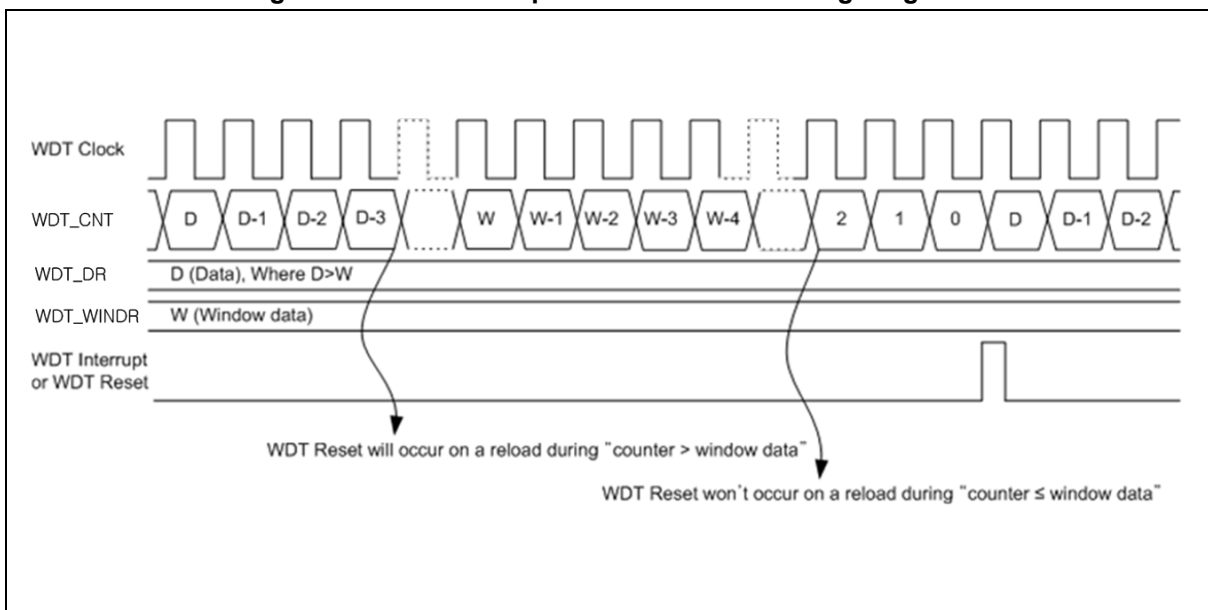 WDT Clock
WDT_CNT D D-1 D-2 D-3 W W-1 W-2 W-3 W-4 2 1 0 D D-1 D-2
WDT_DR D (Data), Where D>W
WDT_WINDR W (Window data)
WDT Interrupt
or WDT Reset
WDT Reset will occur on a reload during “counter > window data”
WDT Reset won't occur on a reload during “counter ≤ window data”